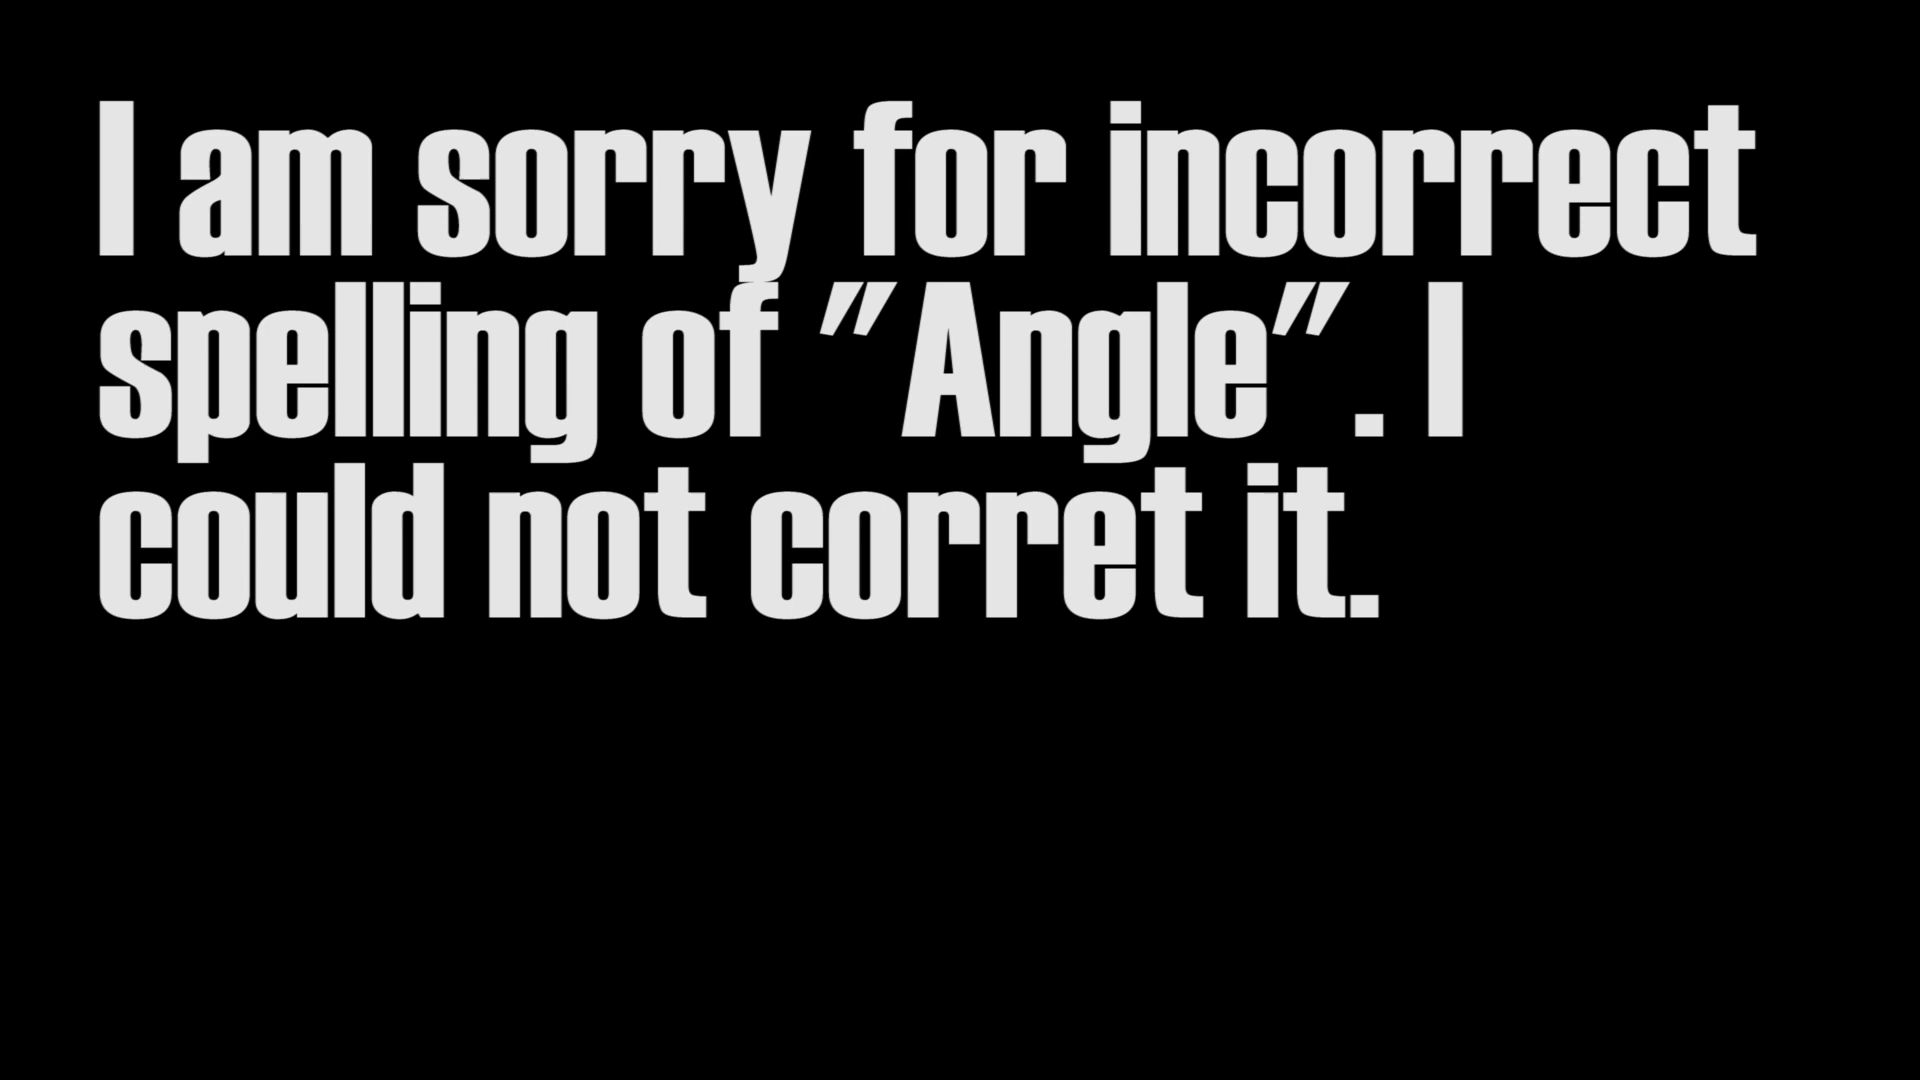 I am sorry for incorrect
spelling of "Angle". I
could not corret it.